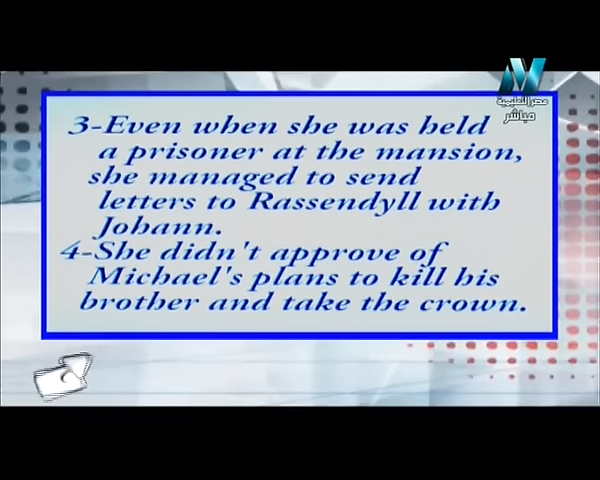 مصر التعليمية
مباشر
3-Even when she was held
a prisoner at the mansion,
she managed to send
letters to Rassendyll with
Johann.
4-She didn't approve of
Michael's plans to kill his
brother and take the crown.